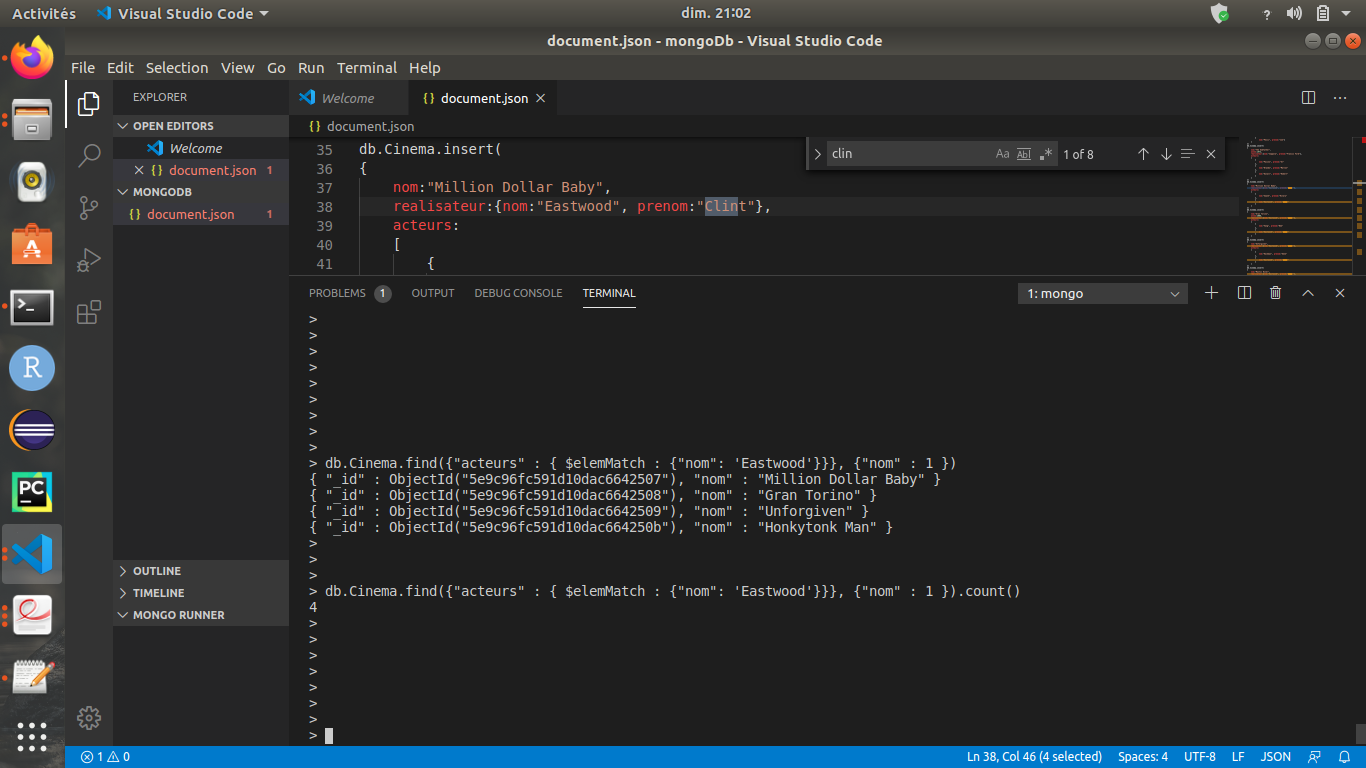 Activités Visual Studio Code dim. 21:02 ?
document.json - mongoDb - Visual Studio Code
File Edit Selection View Go Run Terminal Help
EXPLORER
OPEN EDITORS
Welcome
{} document.json 1
MONGODB
{} document.json 1
OUTLINE
TIMELINE
MONGO RUNNER
Welcome {} document.json
{} document.json
clin Aa Abl .* 1 of 8
35 db.Cinema.insert(
36 {
37 nom:"Million Dollar Baby",
38 realisateur:{nom:"Eastwood", prenom:"Clint"},
39 acteurs:
40 [
41 {
PROBLEMS 1 OUTPUT DEBUG CONSOLE TERMINAL 1: mongo
>
>
>
>
>
>
>
>
>
> db.Cinema.find({"acteurs" : { $elemMatch : {"nom": 'Eastwood'}}}, {"nom" : 1 })
{ "_id" : ObjectId("5e9c96fc591d10dac6642507"), "nom" : "Million Dollar Baby" }
{ "_id" : ObjectId("5e9c96fc591d10dac6642508"), "nom" : "Gran Torino" }
{ "_id" : ObjectId("5e9c96fc591d10dac6642509"), "nom" : "Unforgiven" }
{ "_id" : ObjectId("5e9c96fc591d10dac664250b"), "nom" : "Honkytonk Man" }
>
>
>
> db.Cinema.find({"acteurs" : { $elemMatch : {"nom": 'Eastwood'}}}, {"nom" : 1 }).count()
4
>
>
>
>
>
>
>
>
R
PC
1 0 Ln 38, Col 46 (4 selected) Spaces: 4 UTF-8 LF JSON